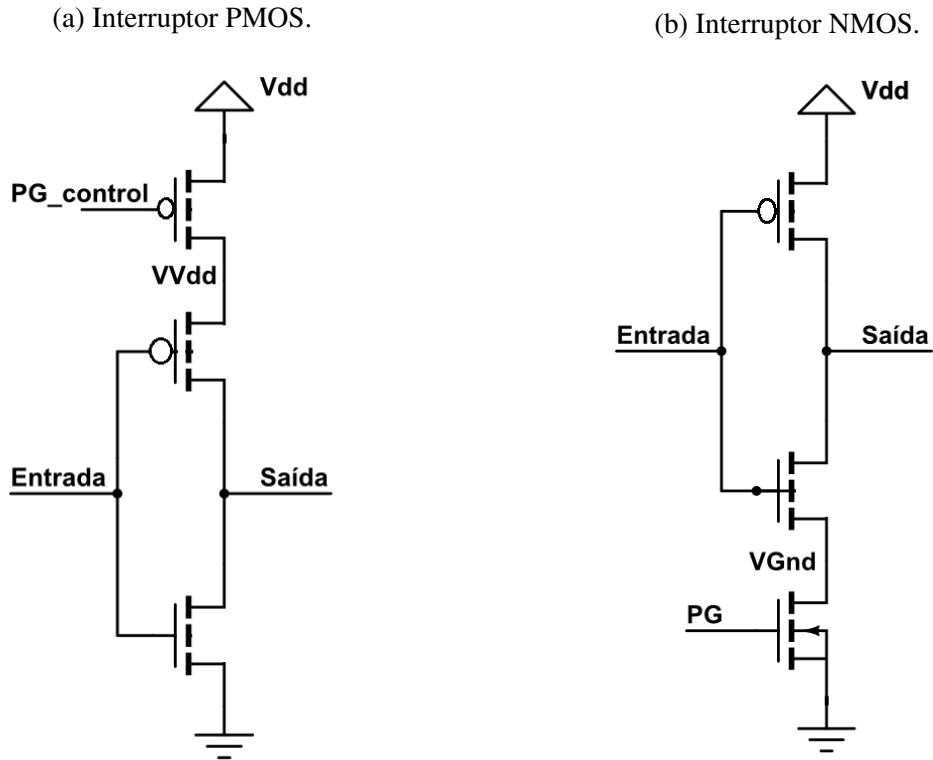 (a) Interruptor PMOS.
Vdd
PG_control
VVdd
Entrada
Saída
(b) Interruptor NMOS.
Vdd
Entrada
Saída
VGnd
PG